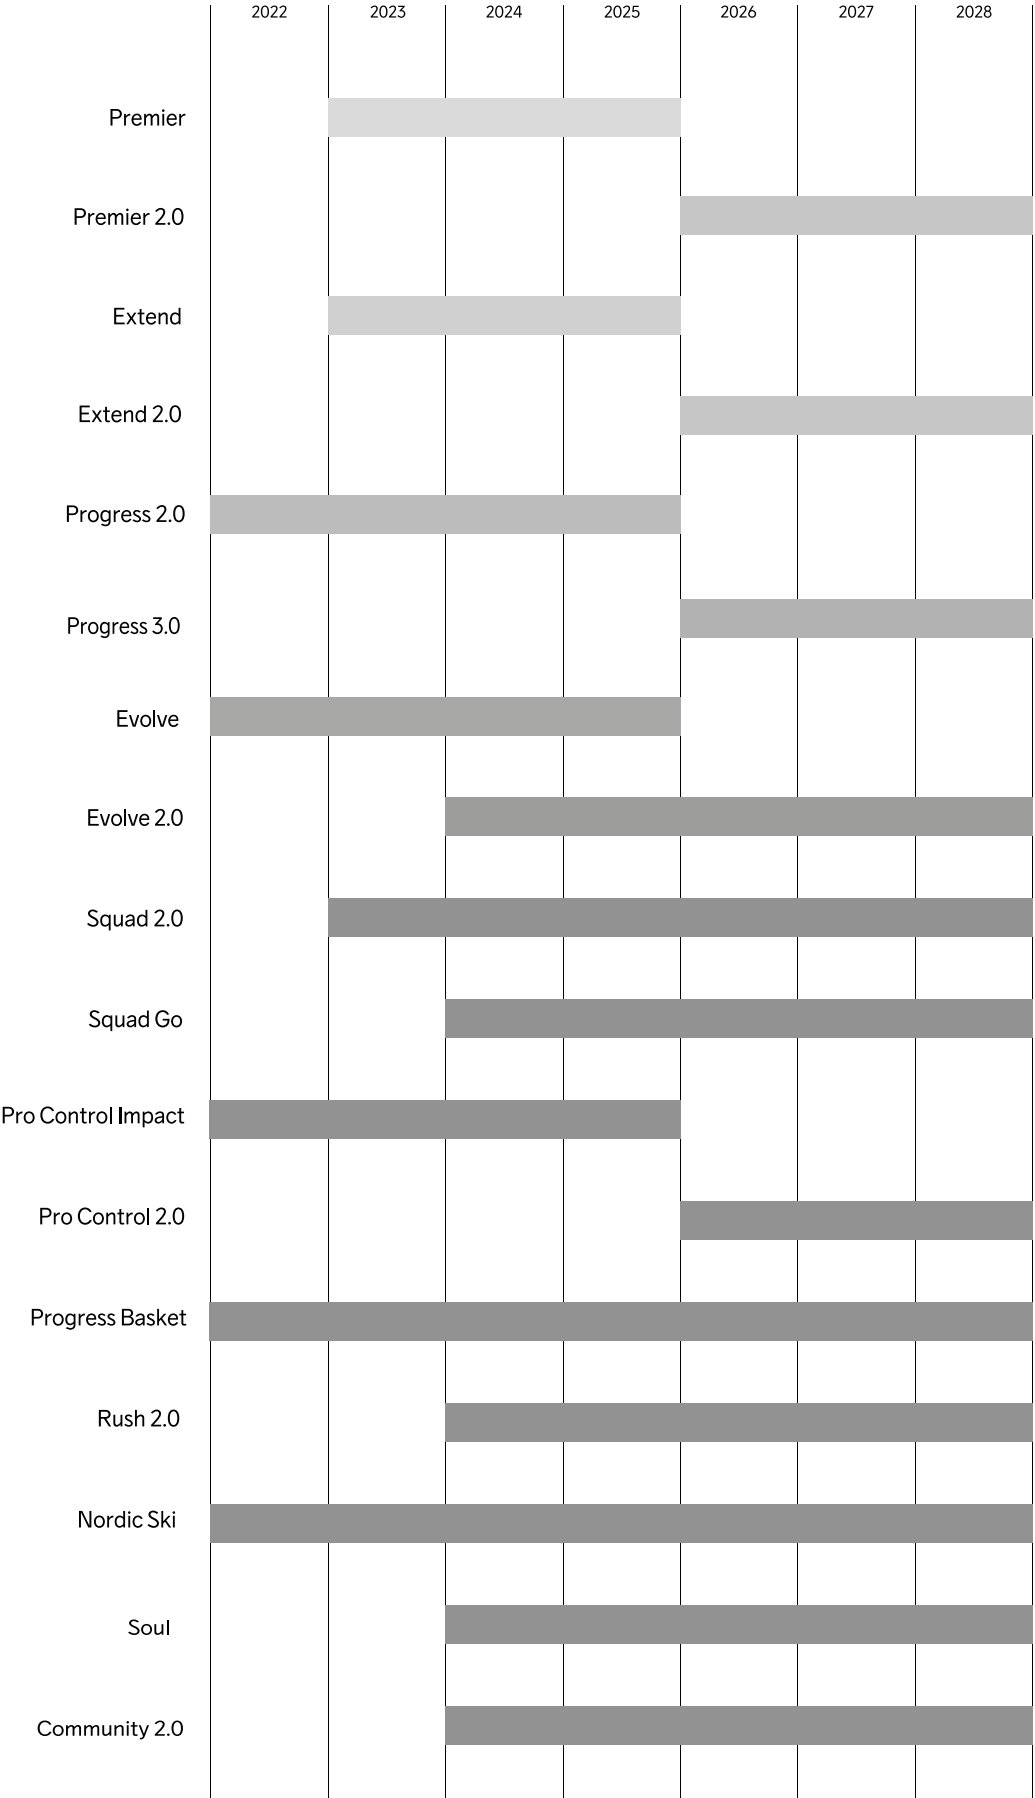 2022 2023 2024 2025 2026 2027 2028
Premier
Premier 2.0
Extend
Extend 2.0
Progress 2.0
Progress 3.0
Evolve
Evolve 2.0
Squad 2.0
Squad Go
Pro Control Impact
Pro Control 2.0
Progress Basket
Rush 2.0
Nordic Ski
Soul
Community 2.0